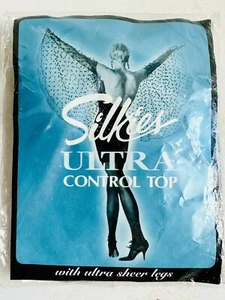 Silkies
ULTRA
CONTROL TOP
with ultra sheer legs